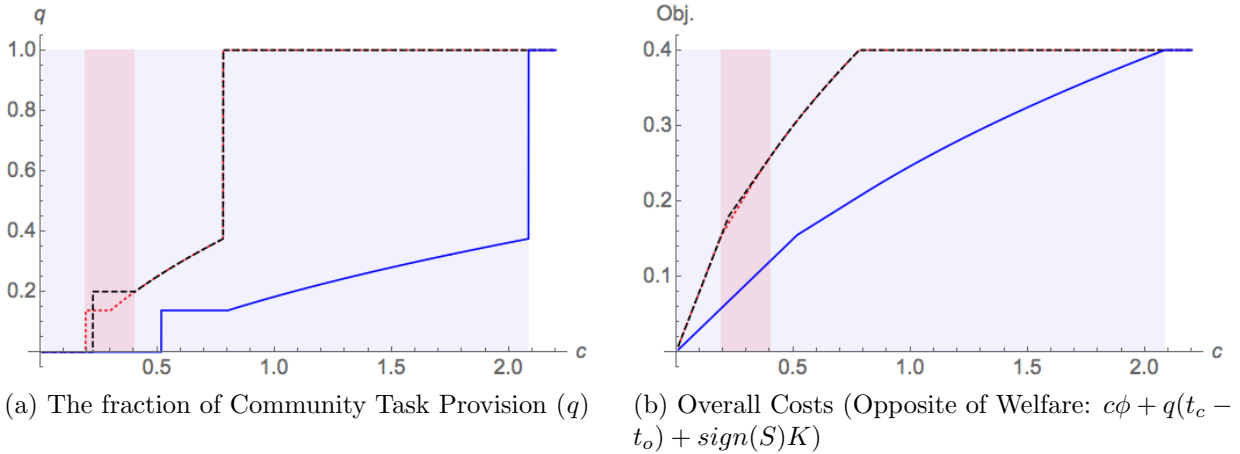 q
1.0
0.8
0.6
0.4
0.2
0.5
1.0
1.5
2.0
c
(a) The fraction of Community Task Provision (q)
Obj.
0.4
0.3
0.2
0.1
0.5
1.0
1.5
2.0
c
(b) Overall Costs (Opposite of Welfare: cϕ + q(t_c −
t_o) + sign(S)K)